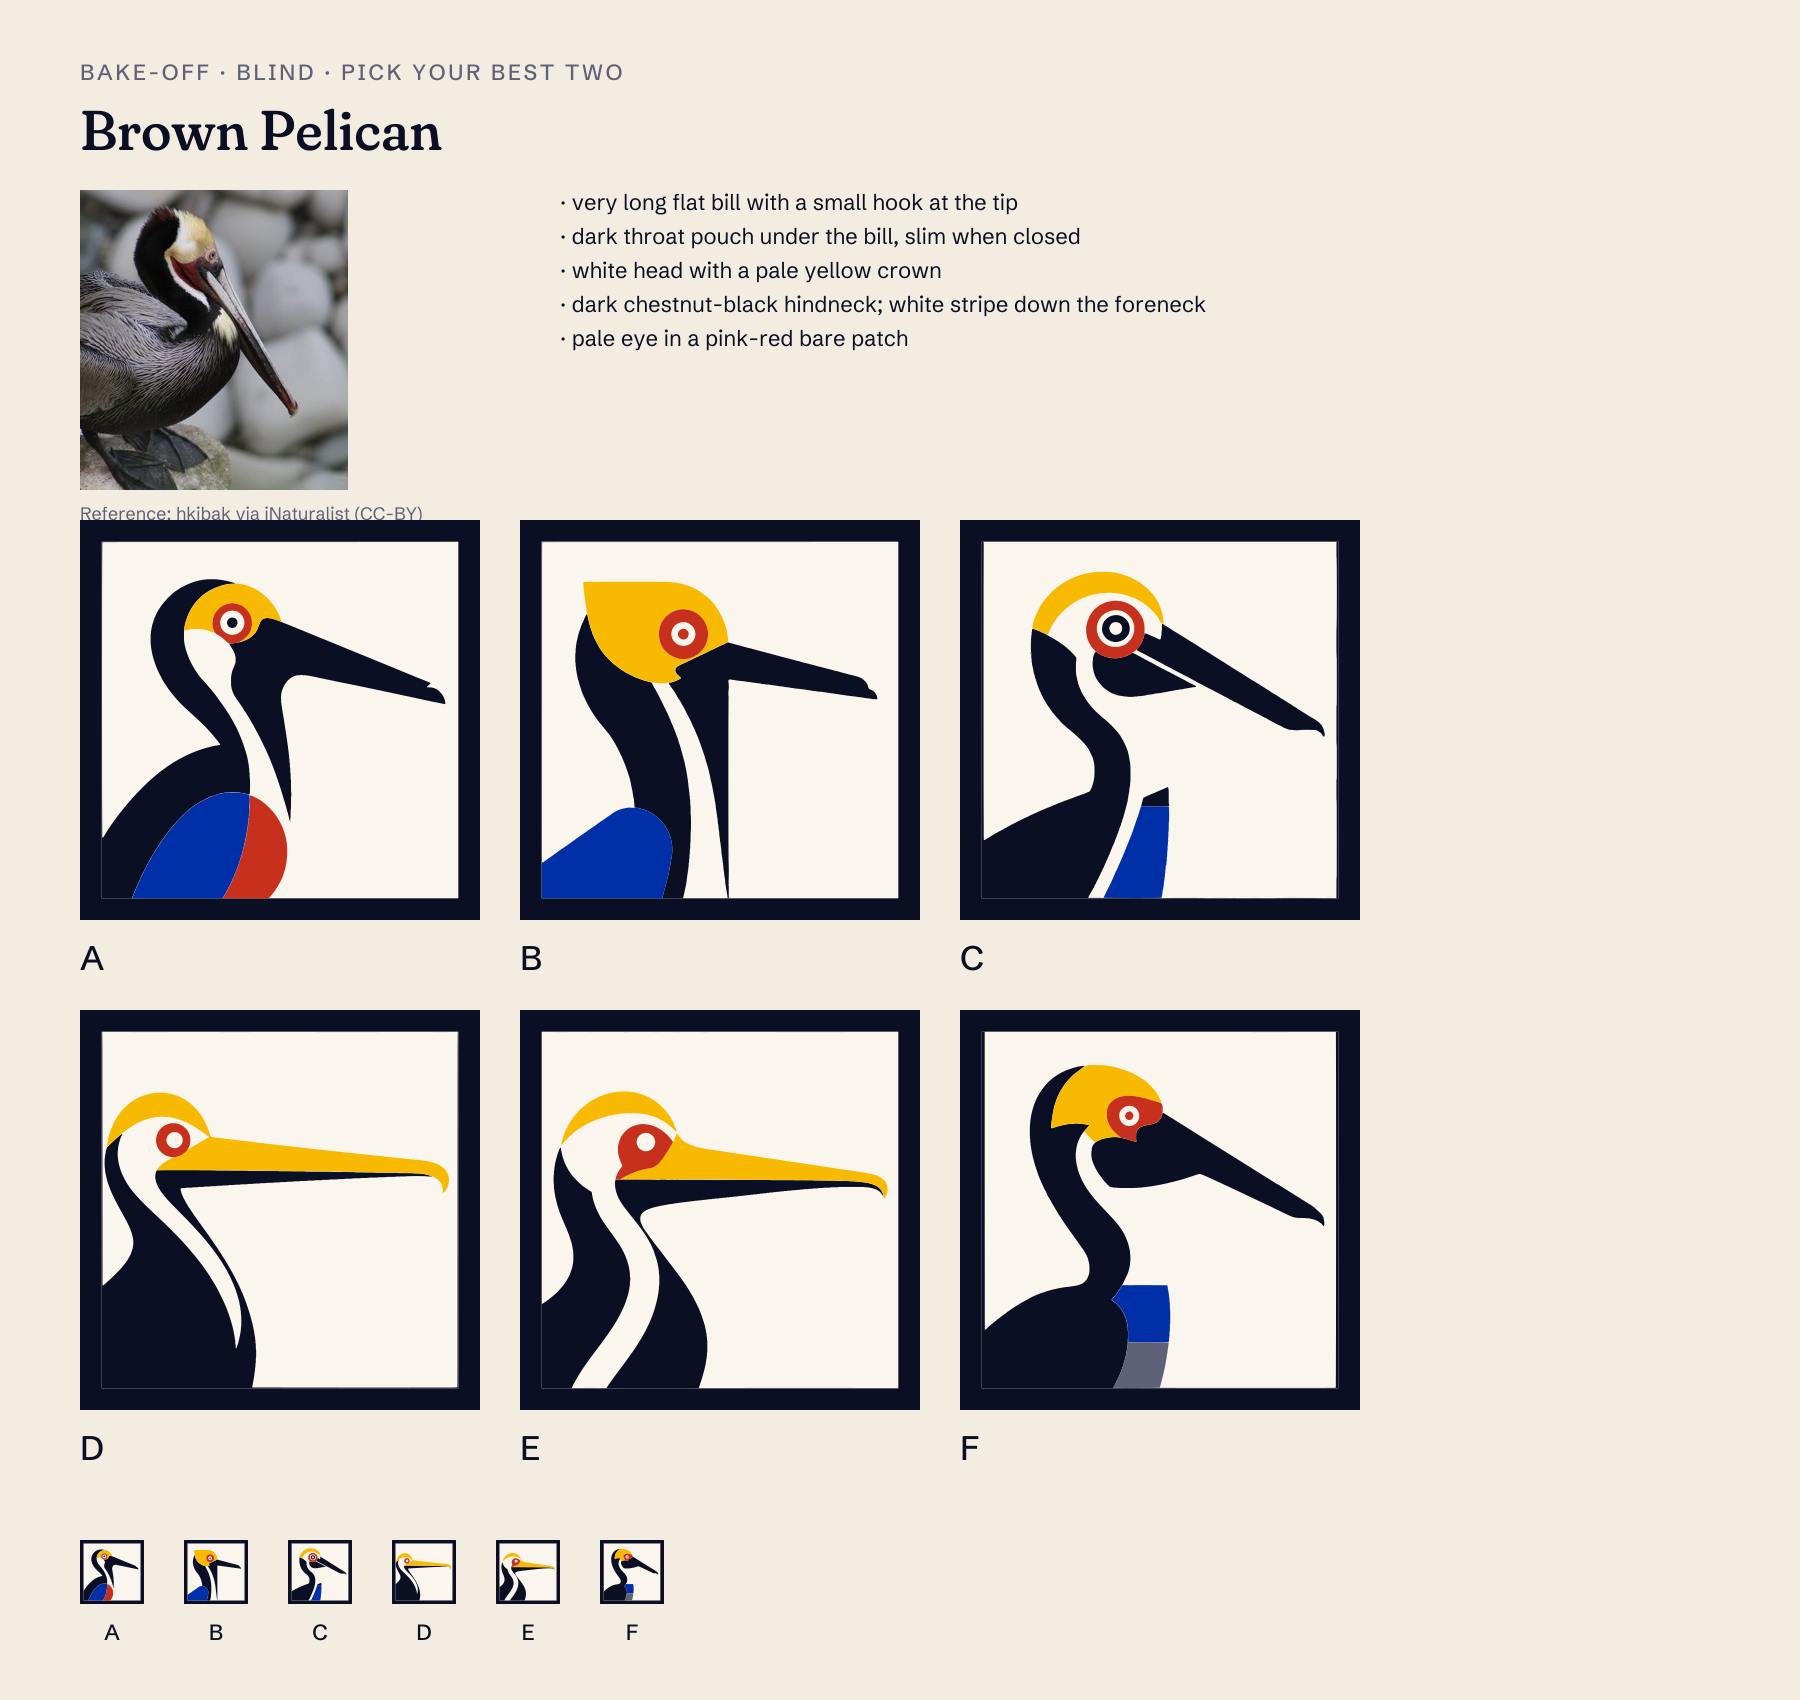 BAKE-OFF · BLIND · PICK YOUR BEST TWO
Brown Pelican
· very long flat bill with a small hook at the tip
· dark throat pouch under the bill, slim when closed
· white head with a pale yellow crown
· dark chestnut-black hindneck; white stripe down the foreneck
· pale eye in a pink-red bare patch
Reference: hkibak via iNaturalist (CC-BY)
A B C
D E F
A B C D E F